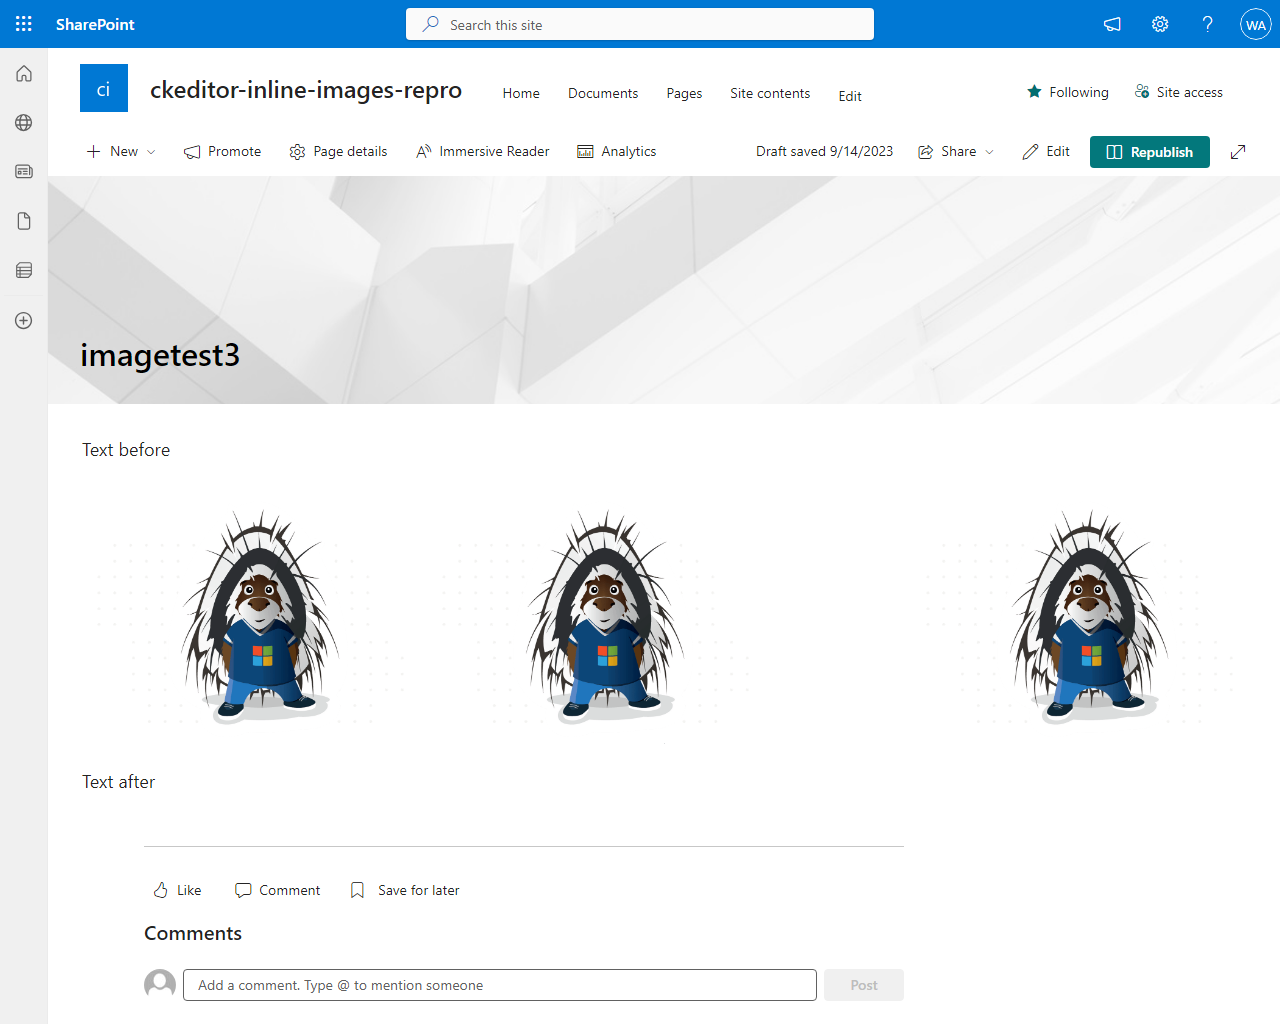 SharePoint
Search this site
WA
ci
ckeditor-inline-images-repro
Home
Documents
Pages
Site contents
Edit
Following
Site access
New
Promote
Page details
Immersive Reader
Analytics
Draft saved 9/14/2023
Share
Edit
Republish
imagetest3
Text before
Text after
Like
Comment
Save for later
Comments
Add a comment. Type @ to mention someone
Post